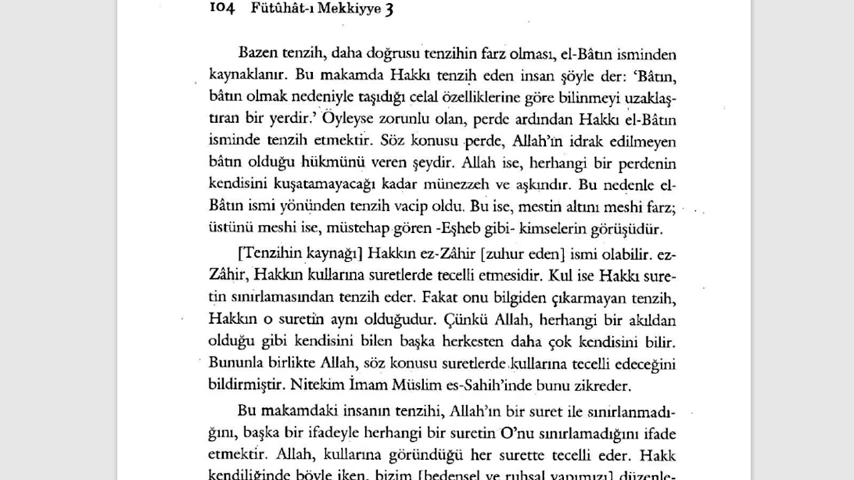 104 Fütûhât-ı Mekkiyye 3
Bazen tenzih, daha doğrusu tenzihin farz olması, el-Bâtın isminden
kaynaklanır. Bu makamda Hakkı tenzih eden insan şöyle der: ‘Bâtın,
bâtın olmak nedeniyle taşıdığı celal özelliklerine göre bilinmeyi uzaklaş-
tıran bir yerdir.’ Öyleyse zorunlu olan, perde ardından Hakkı el-Bâtın
isminde tenzih etmektir. Söz konusu perde, Allah’ın idrak edilmeyen
bâtın olduğu hükmünü veren şeydir. Allah ise, herhangi bir perdenin
kendisini kuşatamayacağı kadar münezzeh ve aşkındır. Bu nedenle el-
Bâtın ismi yönünden tenzih vacip oldu. Bu ise, mestin altını meshi farz;
üstünü meshi ise, müstehap gören -Eşheb gibi- kimselerin görüşüdür.
[Tenzihin kaynağı] Hakkın ez-Zâhir [zuhur eden] ismi olabilir. ez-
Zâhir, Hakkın kullarına suretlerde tecelli etmesidir. Kul ise Hakkı sure-
tin sınırlamasından tenzih eder. Fakat onu bilgiden çıkarmayan tenzih,
Hakkın o suretin aynı olduğudur. Çünkü Allah, herhangi bir akıldan
olduğu gibi kendisini bilen başka herkesten daha çok kendisini bilir.
Bununla birlikte Allah, söz konusu suretlerde kullarına tecelli edeceğini
bildirmiştir. Nitekim İmam Müslim es-Sahih’inde bunu zikreder.
Bu makamdaki insanın tenzihi, Allah’ın bir suret ile sınırlanmadı-
ğını, başka bir ifadeyle herhangi bir suretin O’nu sınırlamadığını ifade
etmektir. Allah, kullarına göründüğü her surette tecelli eder. Hakk
kendiliğinde böyle iken, bizim [bedensel ve ruhsal yapımızı] düzenle-